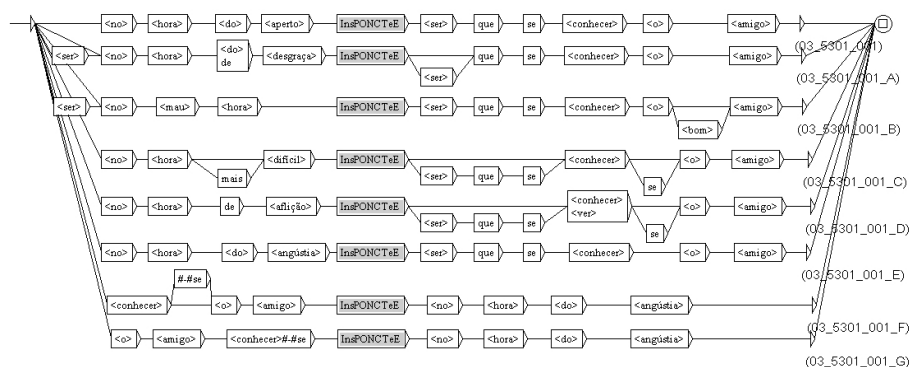 <no> <hora> <do> <aperto> InsPONCTeE <ser> que se <conhecer> <o> <amigo>
(03_5301_001)
<ser> <no> <hora> <do> de <desgraça> InsPONCTeE <ser> que se <conhecer> <o> <amigo>
(03_5301_001_A)
<ser> <no> <mau> <hora> InsPONCTeE <ser> que se <conhecer> <o> <bom> <amigo>
(03_5301_001_B)
<no> <hora> mais <difícil> InsPONCTeE <ser> que se <conhecer> se <o> <amigo>
(03_5301_001_C)
<no> <hora> de <aflição> InsPONCTeE <ser> que se <conhecer> <ver> se <o> <amigo>
(03_5301_001_D)
<no> <hora> <do> <angústia> InsPONCTeE <ser> que se <conhecer> <o> <amigo>
(03_5301_001_E)
<conhecer> #-#se <o> <amigo> InsPONCTeE <no> <hora> <do> <angústia>
(03_5301_001_F)
<o> <amigo> <conhecer>#-#se InsPONCTeE <no> <hora> <do> <angústia>
(03_5301_001_G)